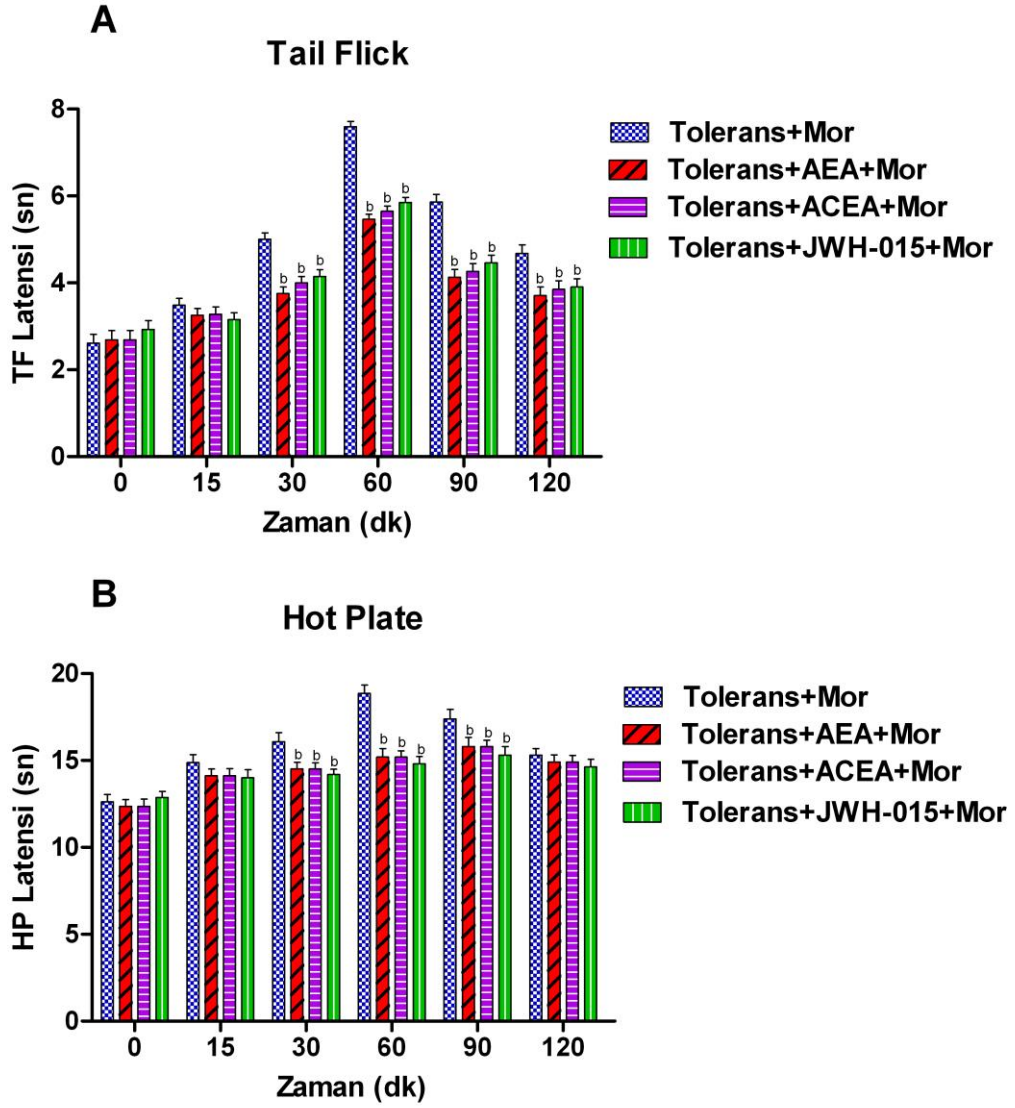 A
Tail Flick
TF Latensi (sn)
8
6
4
2
0
b b b
b b b
b b b
b b b
0 15 30 60 90 120
Zaman (dk)
Tolerans+Mor
Tolerans+AEA+Mor
Tolerans+ACEA+Mor
Tolerans+JWH-015+Mor
B
Hot Plate
HP Latensi (sn)
20
15
10
5
0
b b b
b b b
b b b
0 15 30 60 90 120
Zaman (dk)
Tolerans+Mor
Tolerans+AEA+Mor
Tolerans+ACEA+Mor
Tolerans+JWH-015+Mor